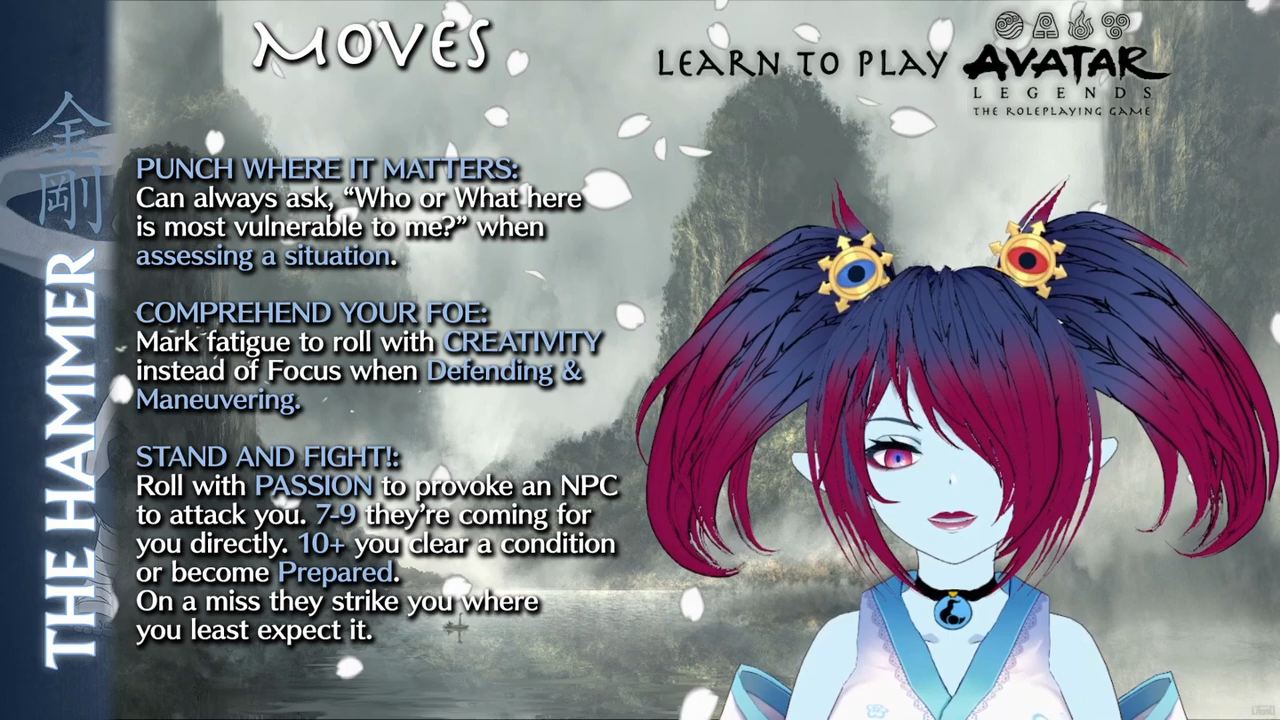 MOVES
LEARN TO PLAY AVATAR
LEGENDS
THE ROLEPLAYING GAME
金剛
THE HAMMER
PUNCH WHERE IT MATTERS:
Can always ask, “Who or What here
is most vulnerable to me?” when
assessing a situation.
COMPREHEND YOUR FOE:
Mark fatigue to roll with CREATIVITY
instead of Focus when Defending &
Maneuvering.
STAND AND FIGHT!:
Roll with PASSION to provoke an NPC
to attack you. 7-9 they’re coming for
you directly. 10+ you clear a condition
or become Prepared.
On a miss they strike you where
you least expect it.